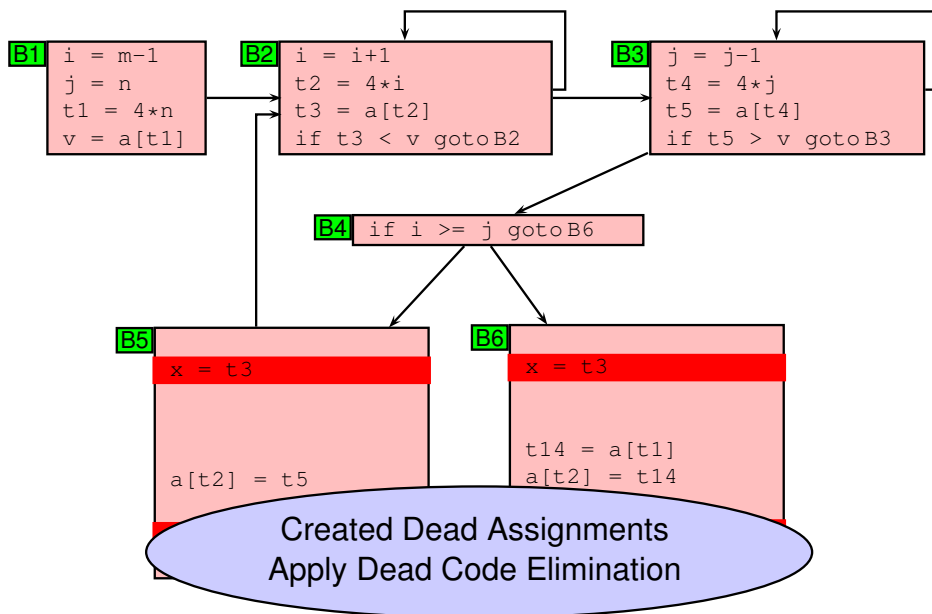 B1
i = m-1
j = n
t1 = 4*n
v = a[t1]
B2
i = i+1
t2 = 4*i
t3 = a[t2]
if t3 < v goto B2
B3
j = j-1
t4 = 4*j
t5 = a[t4]
if t5 > v goto B3
B4
if i >= j goto B6
B5
x = t3
a[t2] = t5
B6
x = t3
t14 = a[t1]
a[t2] = t14
Created Dead Assignments
Apply Dead Code Elimination